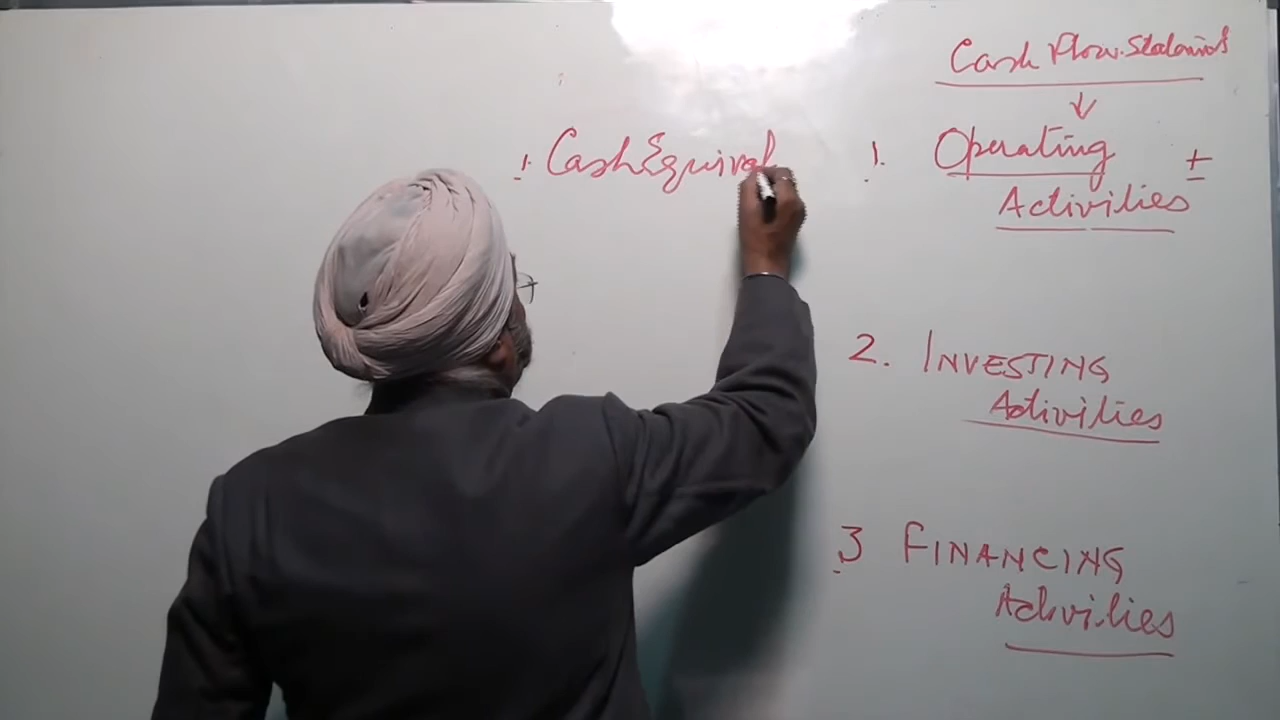 Cash Flow Statement
↓
1. Cash Equival
1. Operating ±
Activities
2. INVESTING
Activities
3 FINANCING
Activities